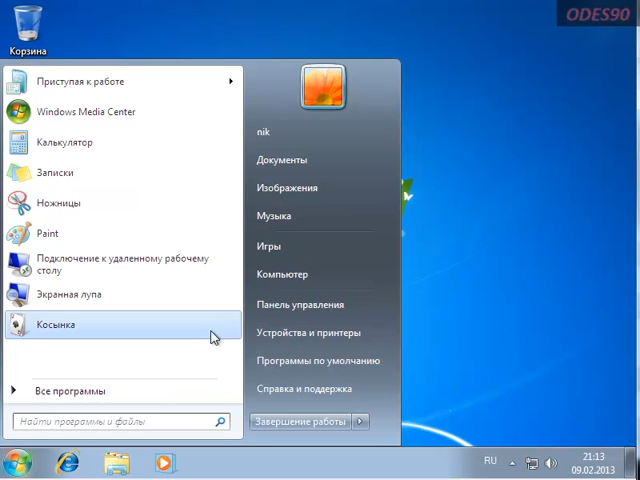 ODES90
Корзина
Приступая к работе
Windows Media Center
Калькулятор
Записки
Ножницы
Paint
Подключение к удаленному рабочему
столу
Экранная лупа
Косынка
Все программы
Найти программы и файлы
nik
Документы
Изображения
Музыка
Игры
Компьютер
Панель управления
Устройства и принтеры
Программы по умолчанию
Справка и поддержка
Завершение работы
RU
21:13
09.02.2013